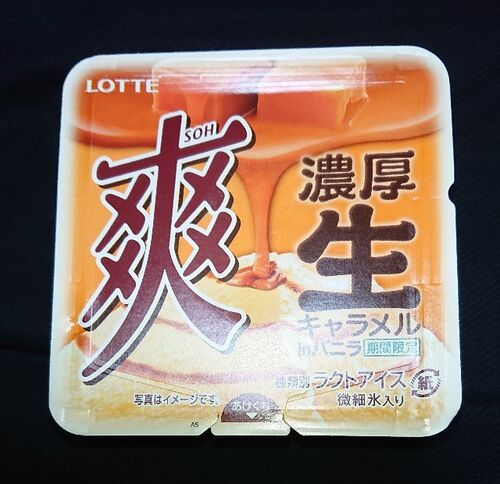 LOTTE
爽
SOH
濃厚
生
キャラメル
inバニラ 期間限定
種類別 ラクトアイス 紙
微細氷入り
写真はイメージです。
あけくち
A5